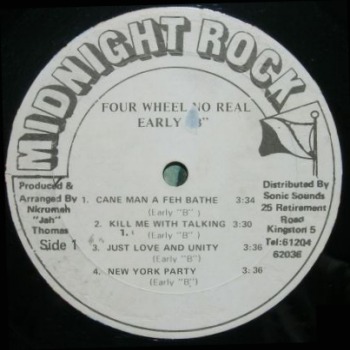 MIDNIGHT ROCK
FOUR WHEEL NO REAL
EARLY "B"
Produced &
Arranged By
Nkrumah
"Jah"
Thomas
Side 1
1. CANE MAN A FEH BATHE 3:34
(Early "B")
2. KILL ME WITH TALKING 3:30
1. (Early "B")
3. JUST LOVE AND UNITY 3:36
(Early "B")
4. NEW YORK PARTY 3:36
(Early "B")
Distributed By
Sonic Sounds
25 Retirement
Road
Kingston 5
Tel:61204
62036